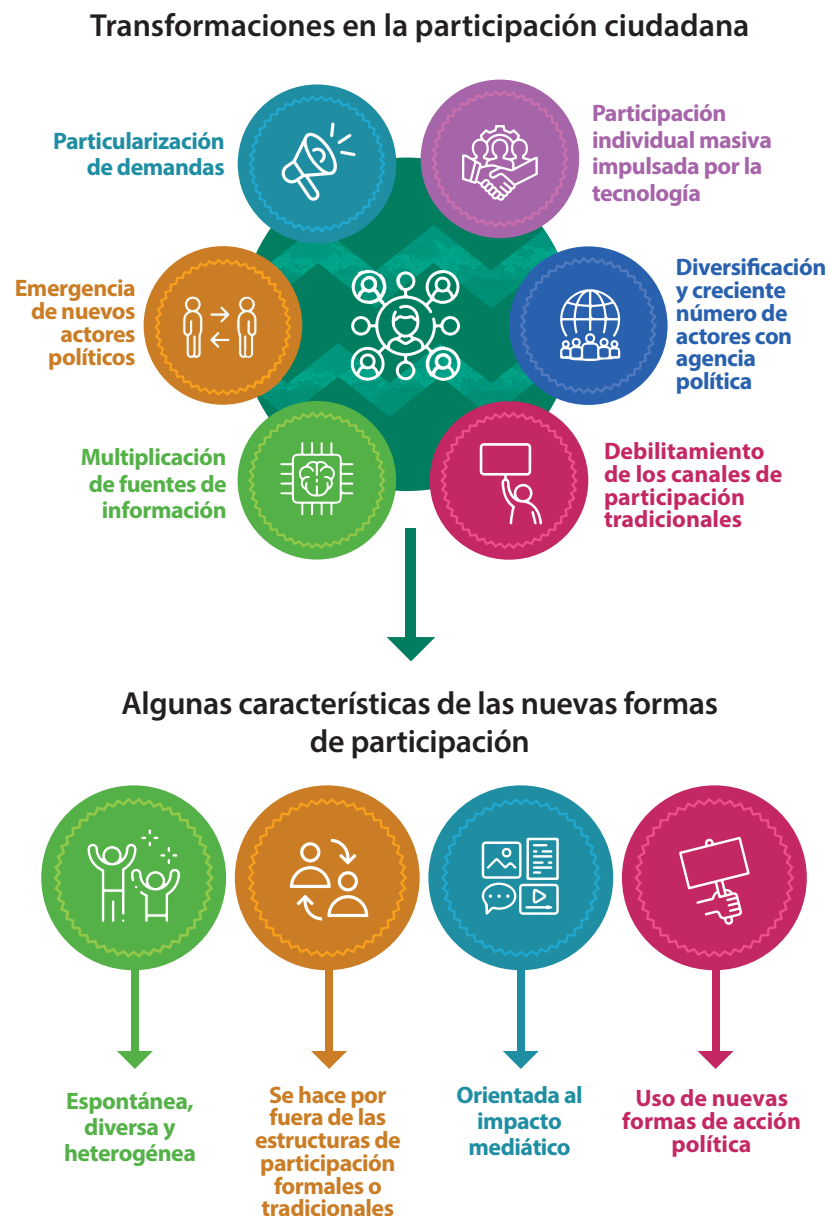 Transformaciones en la participación ciudadana
Particularización
de demandas
Participación
individual masiva
impulsada por la
tecnología
Emergencia
de nuevos
actores
políticos
Diversificación
y creciente
número de
actores con
agencia
política
Multiplicación
de fuentes de
información
Debilitamiento
de los canales de
participación
tradicionales
Algunas características de las nuevas formas
de participación
Espontánea,
diversa y
heterogénea
Se hace por
fuera de las
estructuras de
participación
formales o
tradicionales
Orientada al
impacto
mediático
Uso de nuevas
formas de acción
política